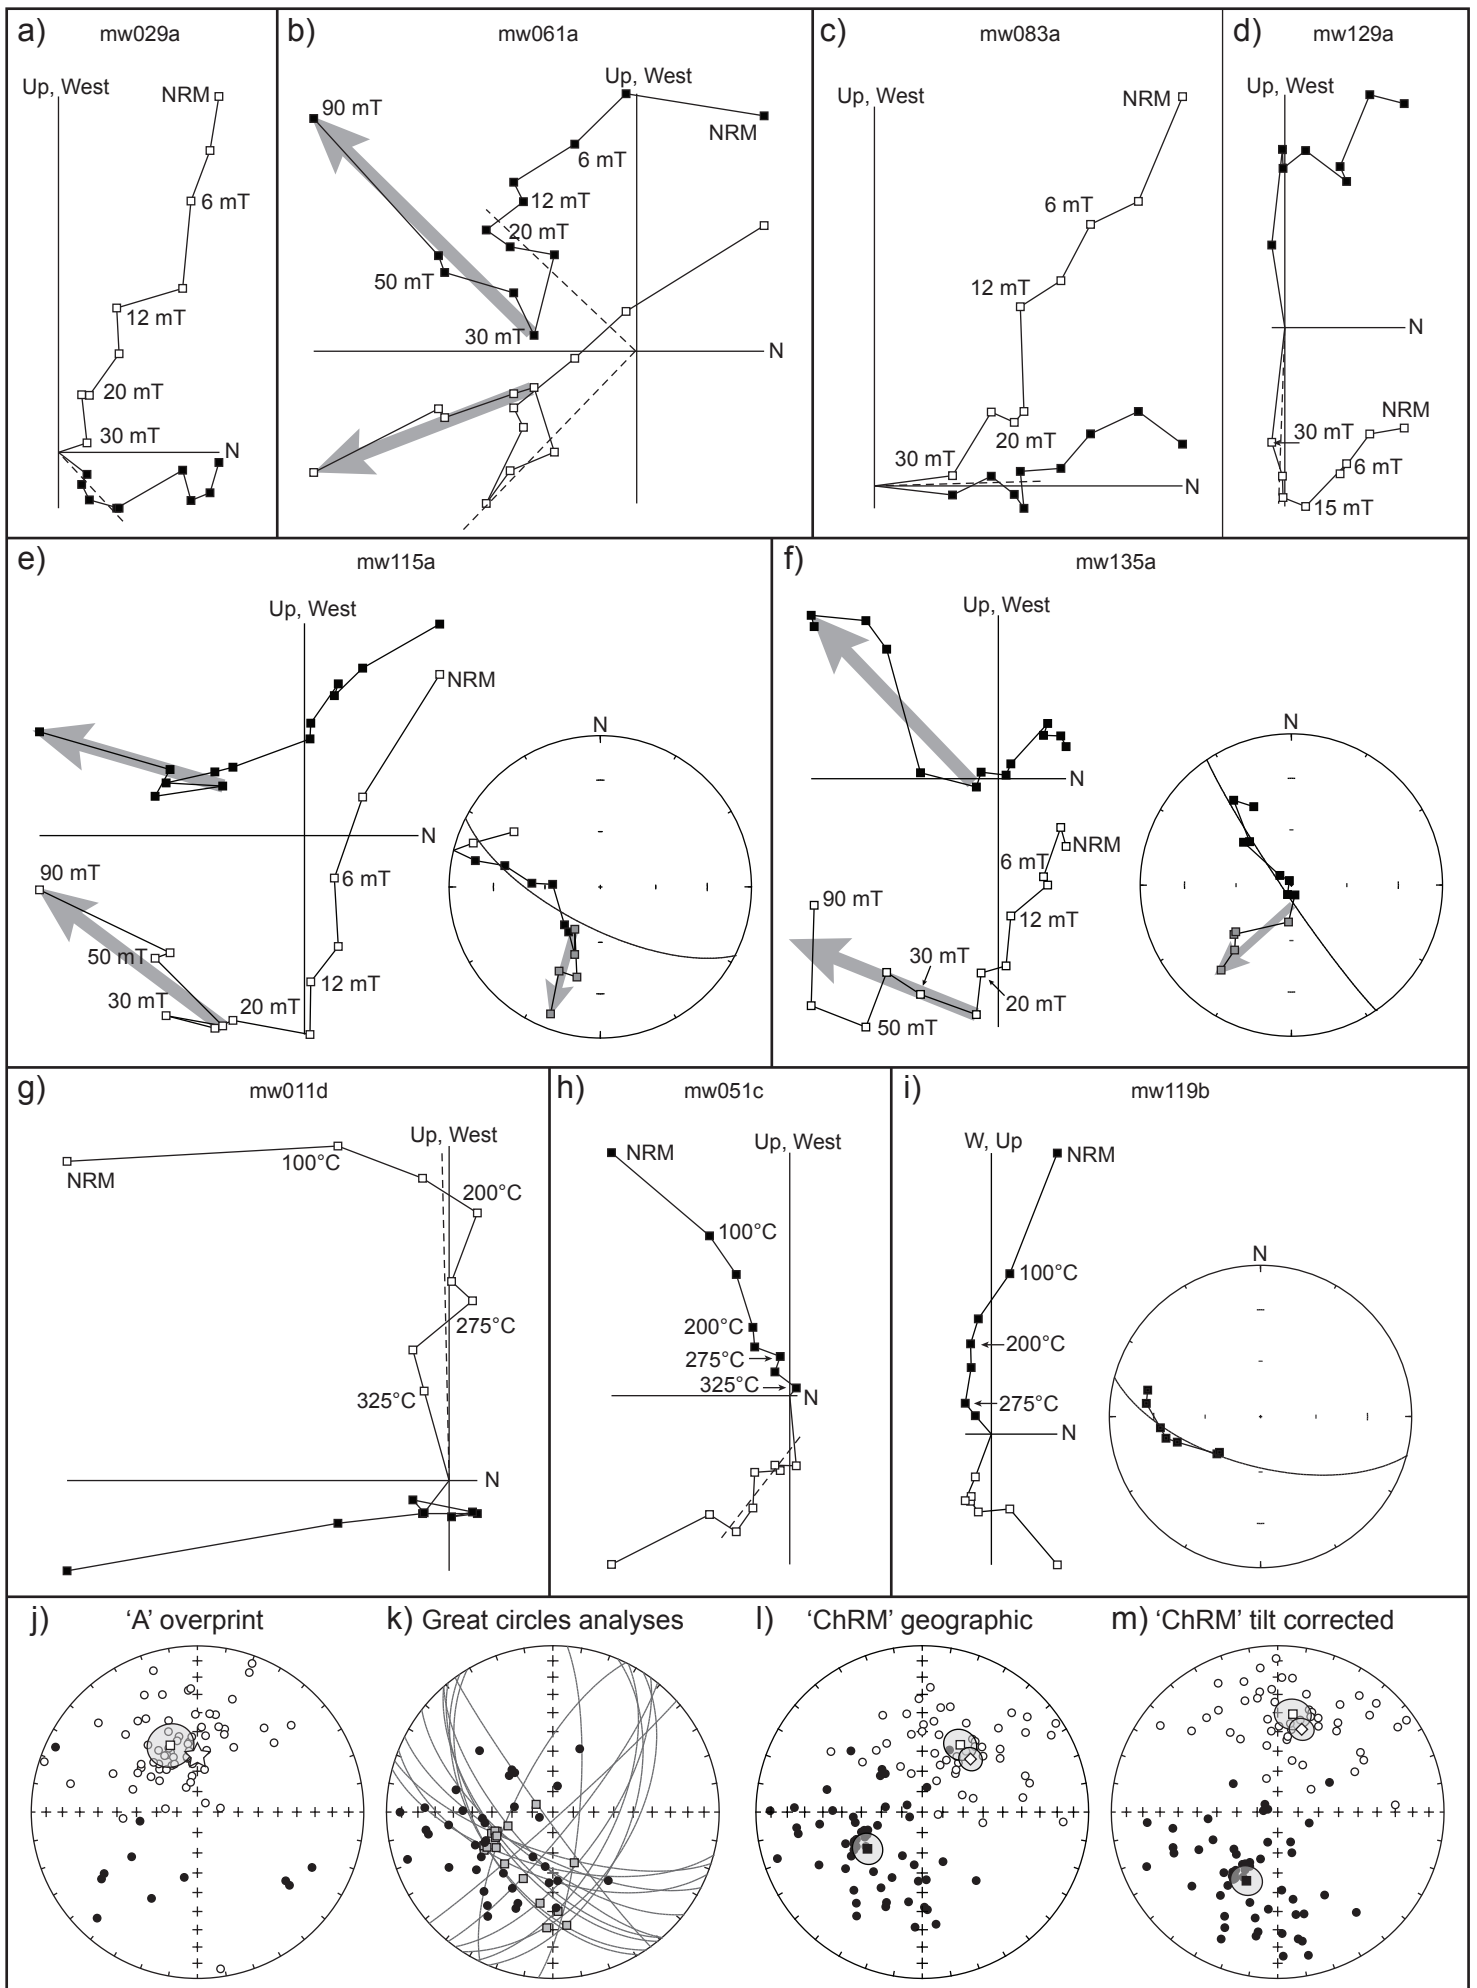 a)
mw029a
Up, West
NRM
6 mT
12 mT
20 mT
30 mT
N
b)
mw061a
Up, West
90 mT
NRM
6 mT
12 mT
20 mT
50 mT
30 mT
N
c)
mw083a
Up, West
NRM
6 mT
12 mT
20 mT
30 mT
N
d)
mw129a
Up, West
N
NRM
30 mT
6 mT
15 mT
e)
mw115a
Up, West
NRM
N
90 mT
6 mT
50 mT
12 mT
30 mT
20 mT
N
f)
mw135a
Up, West
N
NRM
6 mT
90 mT
12 mT
30 mT
20 mT
50 mT
N
g)
mw011d
Up, West
NRM
100°C
200°C
275°C
325°C
N
h)
mw051c
Up, West
NRM
100°C
200°C
275°C
325°C
N
i)
mw119b
W, Up
NRM
100°C
200°C
275°C
N
N
j)
‘A’ overprint
k)
Great circles analyses
l)
‘ChRM’ geographic
m)
‘ChRM’ tilt corrected